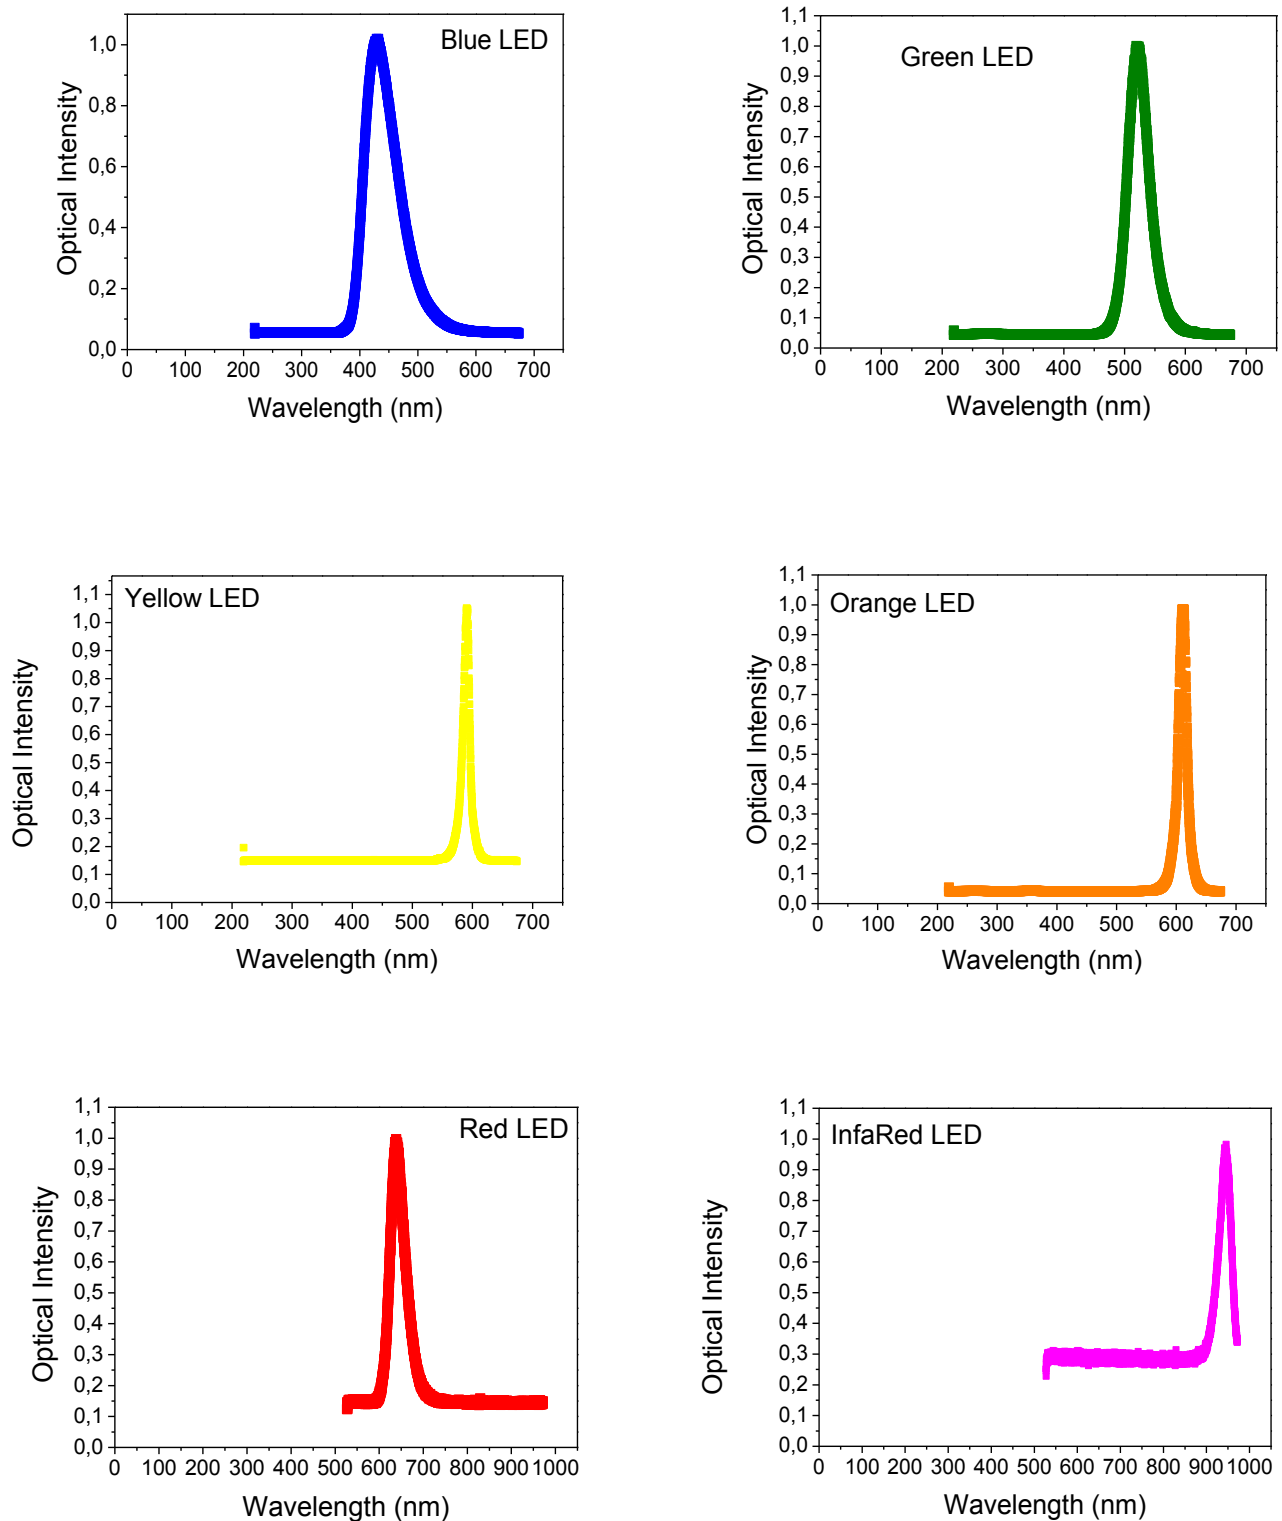 Blue LED
Optical Intensity
1,0
0,8
0,6
0,4
0,2
0,0
0 100 200 300 400 500 600 700
Wavelength (nm)
Green LED
Optical Intensity
1,1
1,0
0,9
0,8
0,7
0,6
0,5
0,4
0,3
0,2
0,1
0,0
0 100 200 300 400 500 600 700
Wavelength (nm)
Yellow LED
Optical Intensity
1,1
1,0
0,9
0,8
0,7
0,6
0,5
0,4
0,3
0,2
0,1
0,0
0 100 200 300 400 500 600 700
Wavelength (nm)
Orange LED
Optical Intensity
1,1
1,0
0,9
0,8
0,7
0,6
0,5
0,4
0,3
0,2
0,1
0,0
0 100 200 300 400 500 600 700
Wavelength (nm)
Red LED
Optical Intensity
1,1
1,0
0,9
0,8
0,7
0,6
0,5
0,4
0,3
0,2
0,1
0,0
0 100 200 300 400 500 600 700 800 900 1000
Wavelength (nm)
InfaRed LED
Optical Intensity
1,1
1,0
0,9
0,8
0,7
0,6
0,5
0,4
0,3
0,2
0,1
0,0
0 100 200 300 400 500 600 700 800 900 1000
Wavelength (nm)